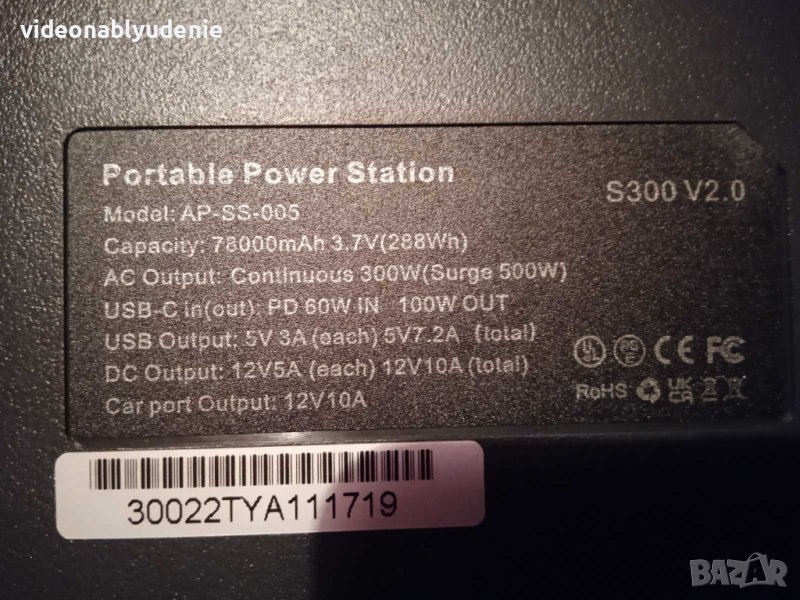 videonablyudenie
Portable Power Station
S300 V2.0
Model: AP-SS-005
Capacity: 78000mAh 3.7V(288Wh)
AC Output: Continuous 300W(Surge 500W)
USB-C in(out): PD 60W IN 100W OUT
USB Output: 5V 3A (each) 5V7.2A (total)
DC Output: 12V5A (each) 12V10A (total)
Car port Output: 12V10A
CE FC
RoHS UK CA
30022TYA111719
BAZAR